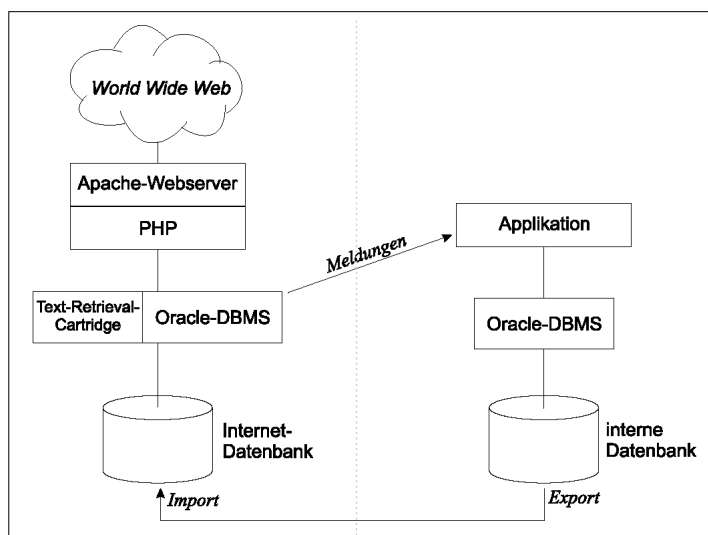 World Wide Web
Apache-Webserver
PHP
Meldungen
Applikation
Text-Retrieval-
Cartridge
Oracle-DBMS
Oracle-DBMS
Internet-
Datenbank
interne
Datenbank
Import
Export